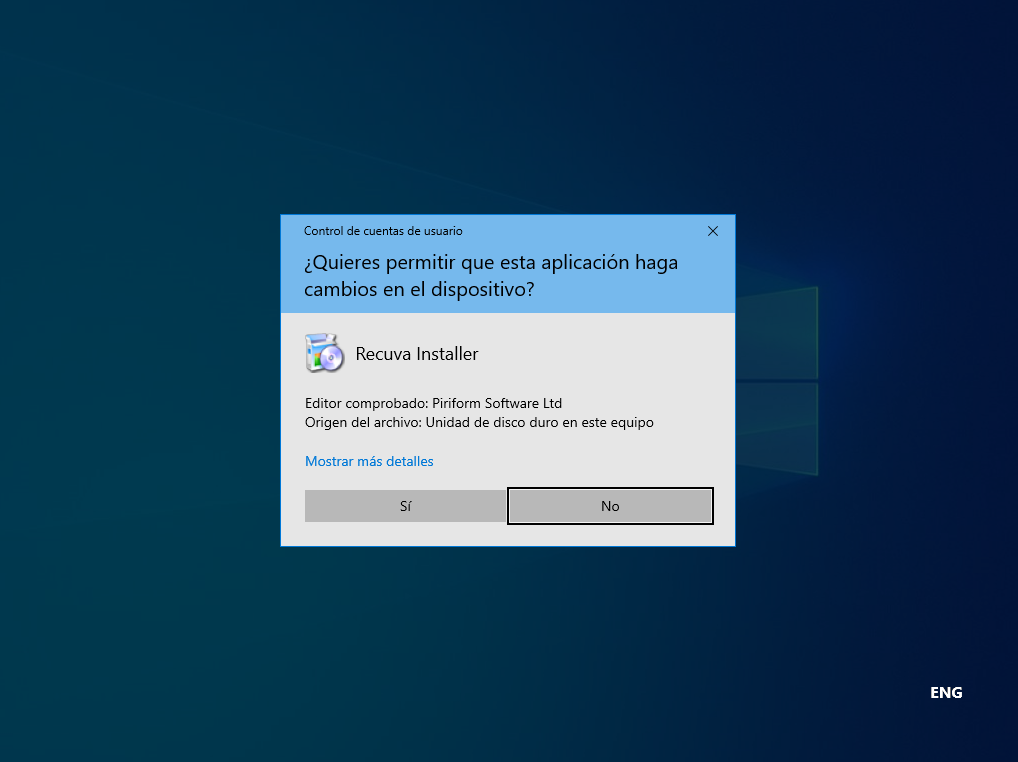 Control de cuentas de usuario
¿Quieres permitir que esta aplicación haga
cambios en el dispositivo?
Recuva Installer
Editor comprobado: Piriform Software Ltd
Origen del archivo: Unidad de disco duro en este equipo
Mostrar más detalles
Sí
No
ENG